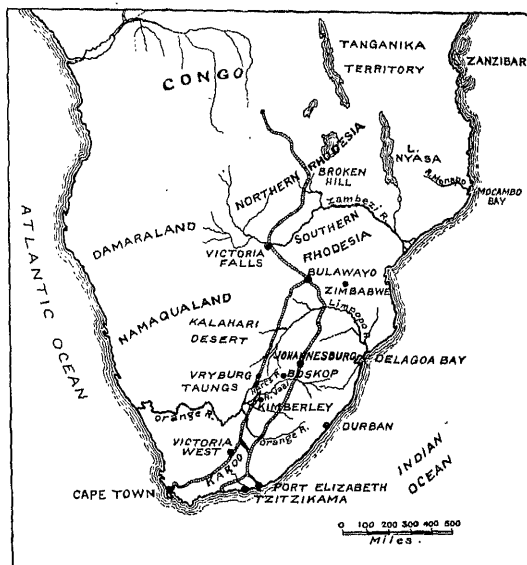 TANGANIKA
TERRITORY
ZANZIBAR
CONGO
L.
NYASA
R. Monapo
MOCAMBO
BAY
NORTHERN RHODESIA
BROKEN
HILL
Zambezi R.
ATLANTIC OCEAN
DAMARALAND
VICTORIA
FALLS
SOUTHERN
RHODESIA
BULAWAYO
ZIMBABWE
NAMAQUALAND
Limpopo R.
KALAHARI
DESERT
JOHANNESBURG
DELAGOA BAY
VRYBURG
BOSKOP
TAUNGS
Harts R.
R. Vaal
KIMBERLEY
Orange R.
Orange R.
DURBAN
VICTORIA
WEST
KAROO
INDIAN
OCEAN
CAPE TOWN
PORT ELIZABETH
TZITZIKAMA
0 100 200 300 400 500
Miles.